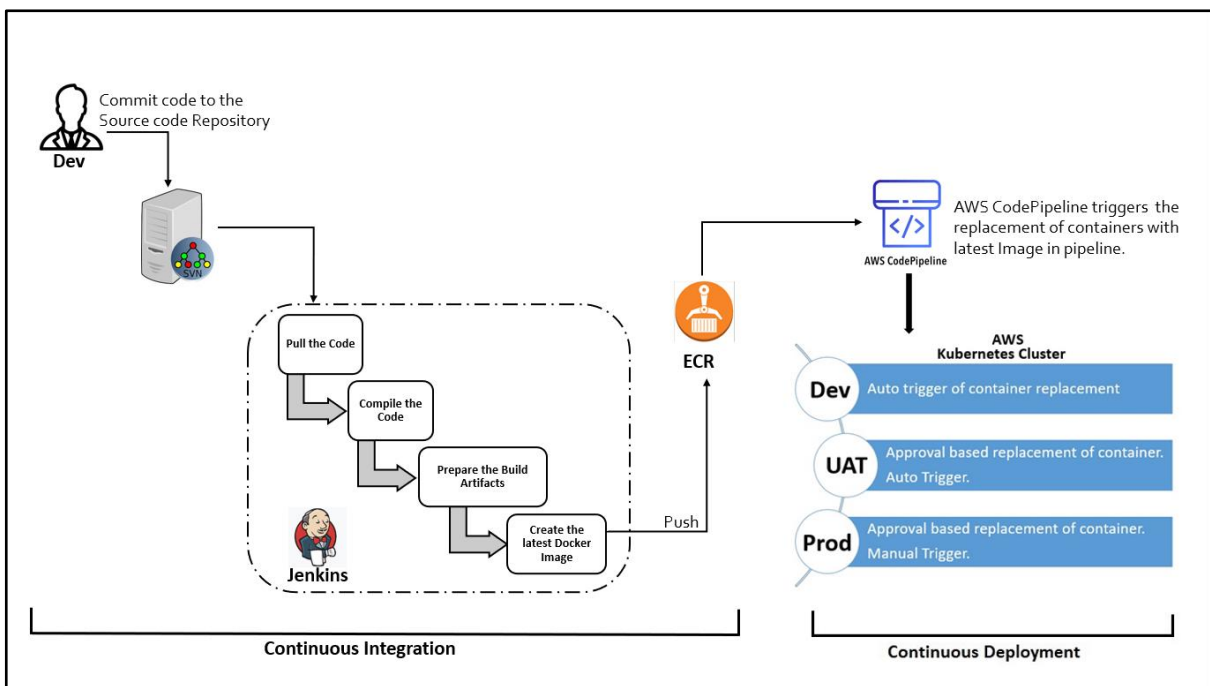 Commit code to the
Source code Repository
Dev
SVN
Pull the Code
Compile the
Code
Prepare the Build
Artifacts
Create the
latest Docker
Image
Jenkins
Push
ECR
</>
AWS CodePipeline
AWS CodePipeline triggers the
replacement of containers with
latest Image in pipeline.
AWS
Kubernetes Cluster
Dev
Auto trigger of container replacement
UAT
Approval based replacement of container.
Auto Trigger.
Prod
Approval based replacement of container.
Manual Trigger.
Continuous Integration
Continuous Deployment